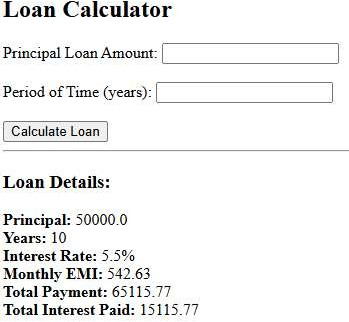 Loan Calculator
Principal Loan Amount:
Period of Time (years):
Calculate Loan
Loan Details:
Principal: 50000.0
Years: 10
Interest Rate: 5.5%
Monthly EMI: 542.63
Total Payment: 65115.77
Total Interest Paid: 15115.77